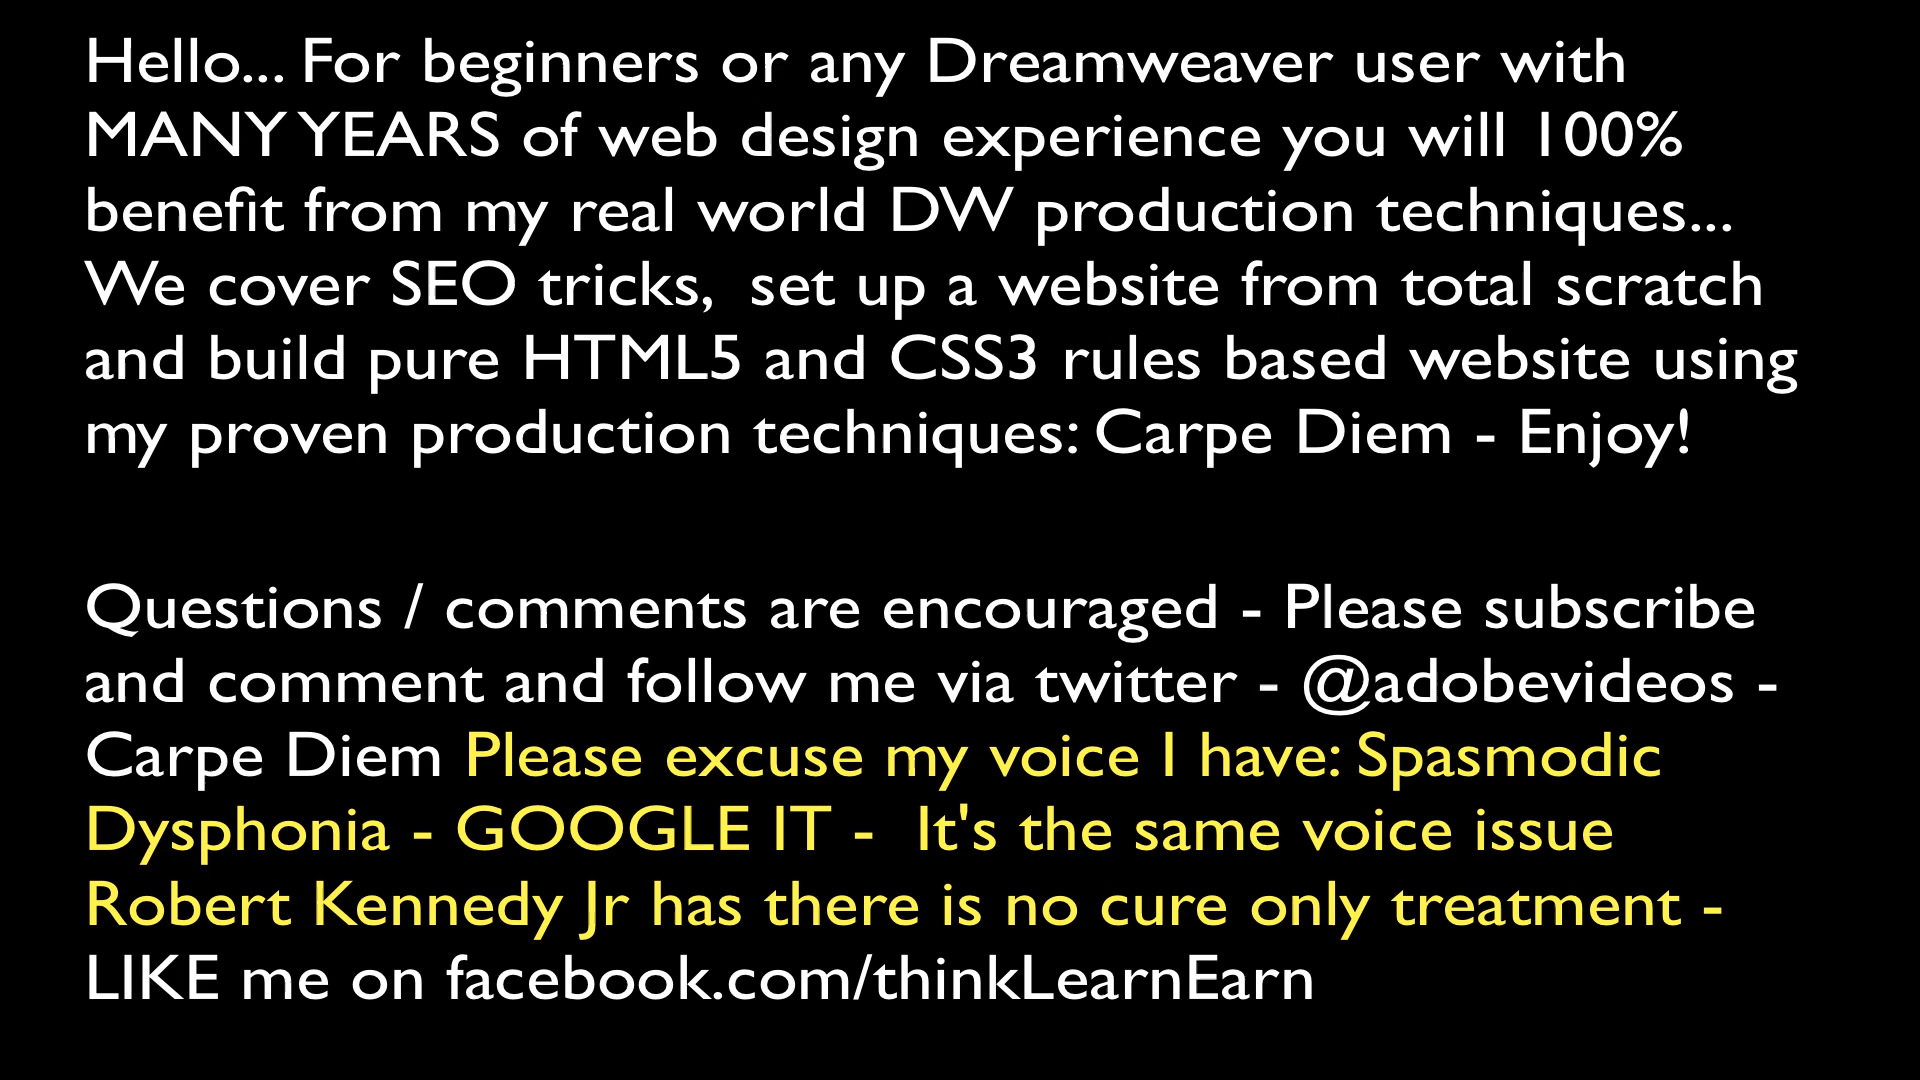 Hello... For beginners or any Dreamweaver user with
MANY YEARS of web design experience you will 100%
benefit from my real world DW production techniques...
We cover SEO tricks,  set up a website from total scratch
and build pure HTML5 and CSS3 rules based website using
my proven production techniques: Carpe Diem - Enjoy!
Questions / comments are encouraged - Please subscribe
and comment and follow me via twitter - @adobevideos -
Carpe Diem Please excuse my voice I have: Spasmodic
Dysphonia - GOOGLE IT -  It's the same voice issue
Robert Kennedy Jr has there is no cure only treatment -
LIKE me on facebook.com/thinkLearnEarn